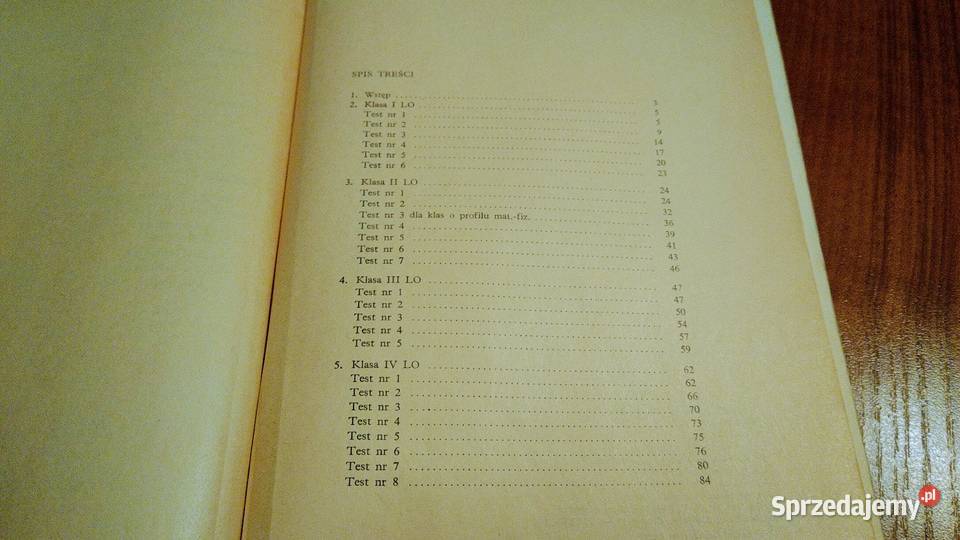 SPIS TREŚCI
1. Wstęp ........ 3
2. Klasa I LO ........ 5
Test nr 1 ........ 5
Test nr 2 ........ 9
Test nr 3 ........ 14
Test nr 4 ........ 17
Test nr 5 ........ 20
Test nr 6 ........ 23
3. Klasa II LO ........ 24
Test nr 1 ........ 24
Test nr 2 ........ 32
Test nr 3 dla klas o profilu mat.-fiz. ........ 36
Test nr 4 ........ 39
Test nr 5 ........ 41
Test nr 6 ........ 43
Test nr 7 ........ 46
4. Klasa III LO ........ 47
Test nr 1 ........ 47
Test nr 2 ........ 50
Test nr 3 ........ 54
Test nr 4 ........ 57
Test nr 5 ........ 59
5. Klasa IV LO ........ 62
Test nr 1 ........ 62
Test nr 2 ........ 66
Test nr 3 ........ 70
Test nr 4 ........ 73
Test nr 5 ........ 75
Test nr 6 ........ 76
Test nr 7 ........ 80
Test nr 8 ........ 84
Sprzedajemy.pl